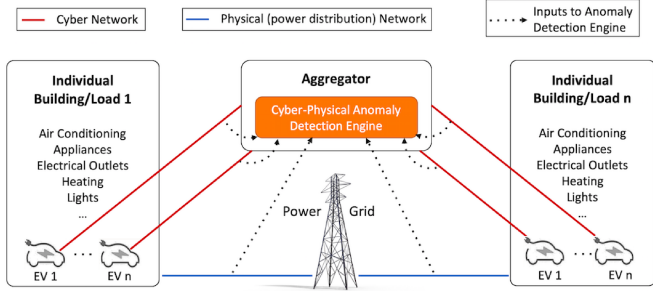 Cyber Network
Physical (power distribution) Network
Inputs to Anomaly
Detection Engine
Individual
Building/Load 1
Air Conditioning
Appliances
Electrical Outlets
Heating
Lights
...
EV 1
EV n
Aggregator
Cyber-Physical Anomaly
Detection Engine
Power Grid
Individual
Building/Load n
Air Conditioning
Appliances
Electrical Outlets
Heating
Lights
...
EV 1
EV n